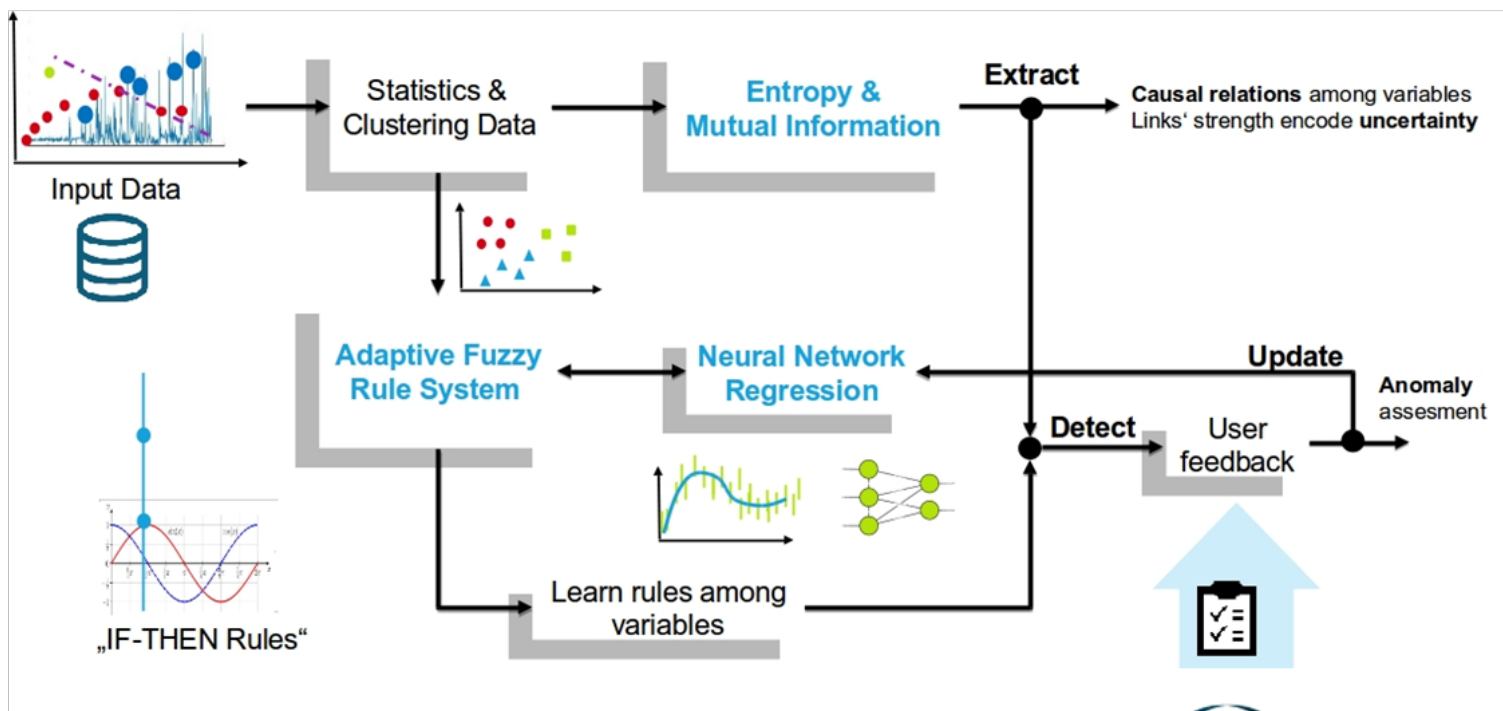 Input Data
Statistics &
Clustering Data
Entropy &
Mutual Information
Extract
Causal relations among variables
Links‘ strength encode uncertainty
Adaptive Fuzzy
Rule System
Neural Network
Regression
Update
Anomaly
assesment
Detect
User
feedback
Learn rules among
variables
„IF-THEN Rules“